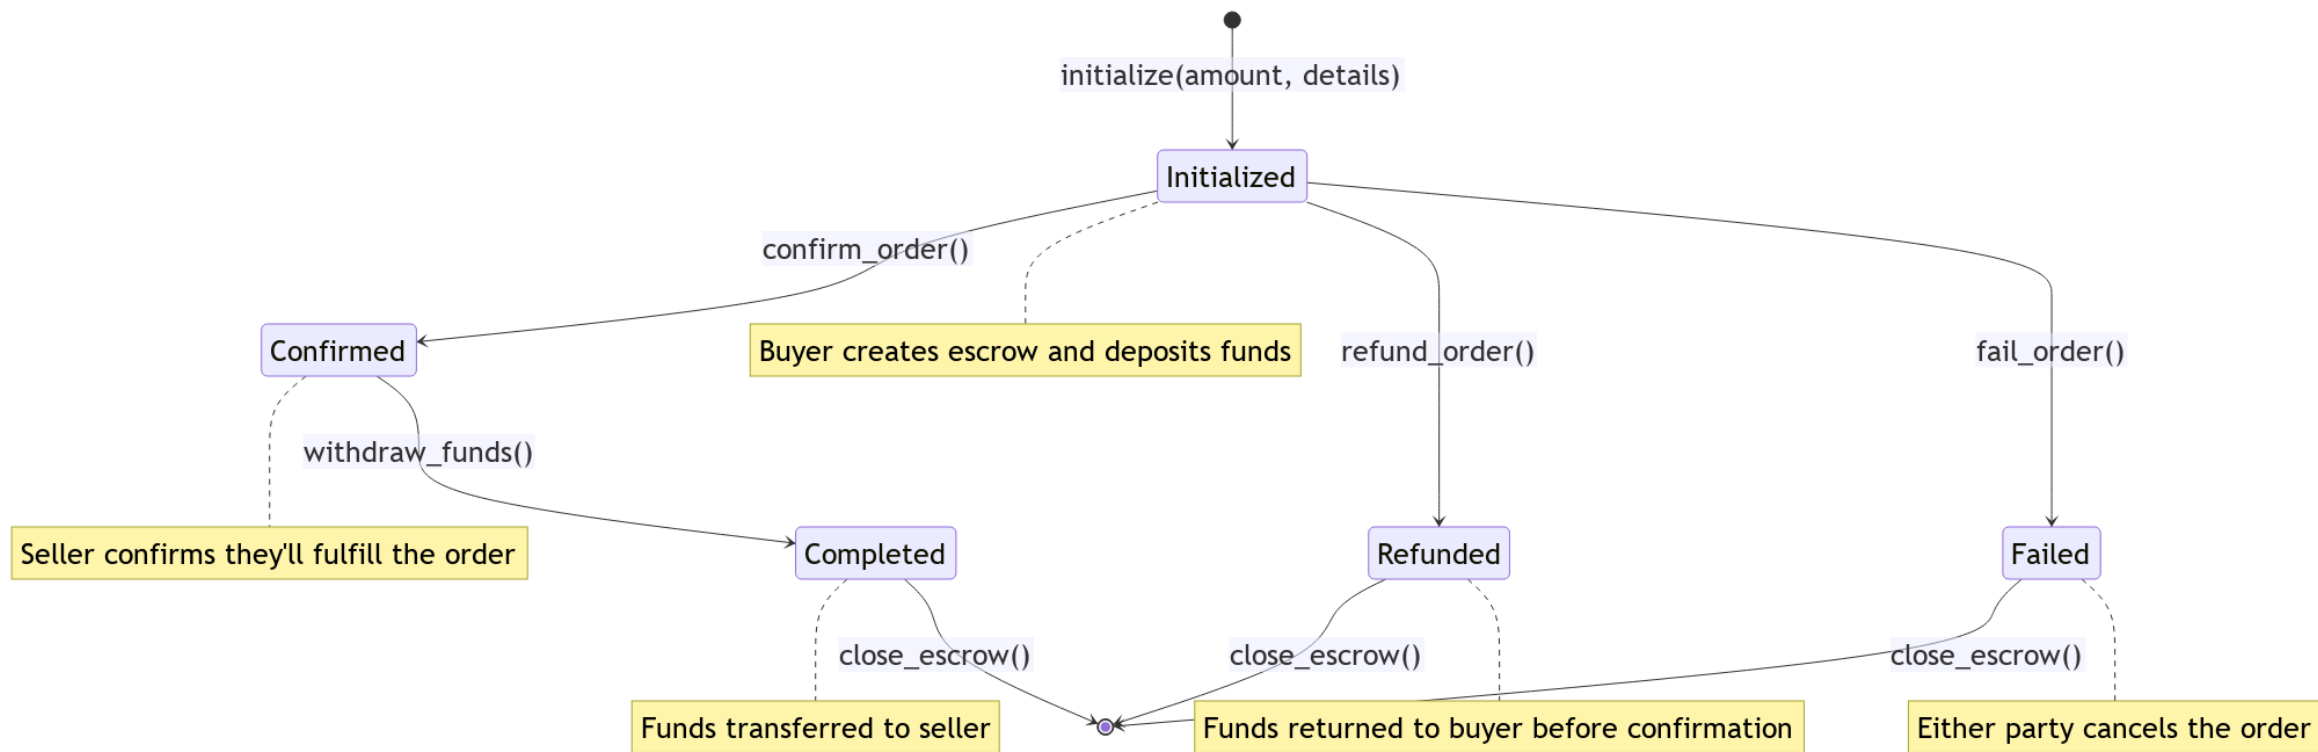 initialize(amount, details)
Initialized
confirm_order()
Confirmed
Buyer creates escrow and deposits funds
refund_order()
fail_order()
withdraw_funds()
Seller confirms they'll fulfill the order
Completed
Refunded
Failed
close_escrow()
close_escrow()
close_escrow()
Funds transferred to seller
Funds returned to buyer before confirmation
Either party cancels the order